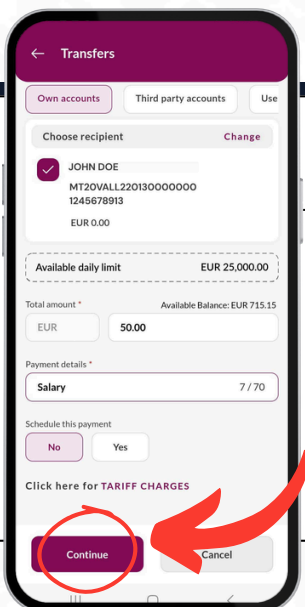 ← Transfers
Own accounts Third party accounts Use
Choose recipient Change
JOHN DOE
MT20VALL220130000000
1245678913
EUR 0.00
Available daily limit EUR 25,000.00
Total amount * Available Balance: EUR 715.15
EUR 50.00
Payment details *
Salary 7 / 70
Schedule this payment
No Yes
Click here for TARIFF CHARGES
Continue Cancel